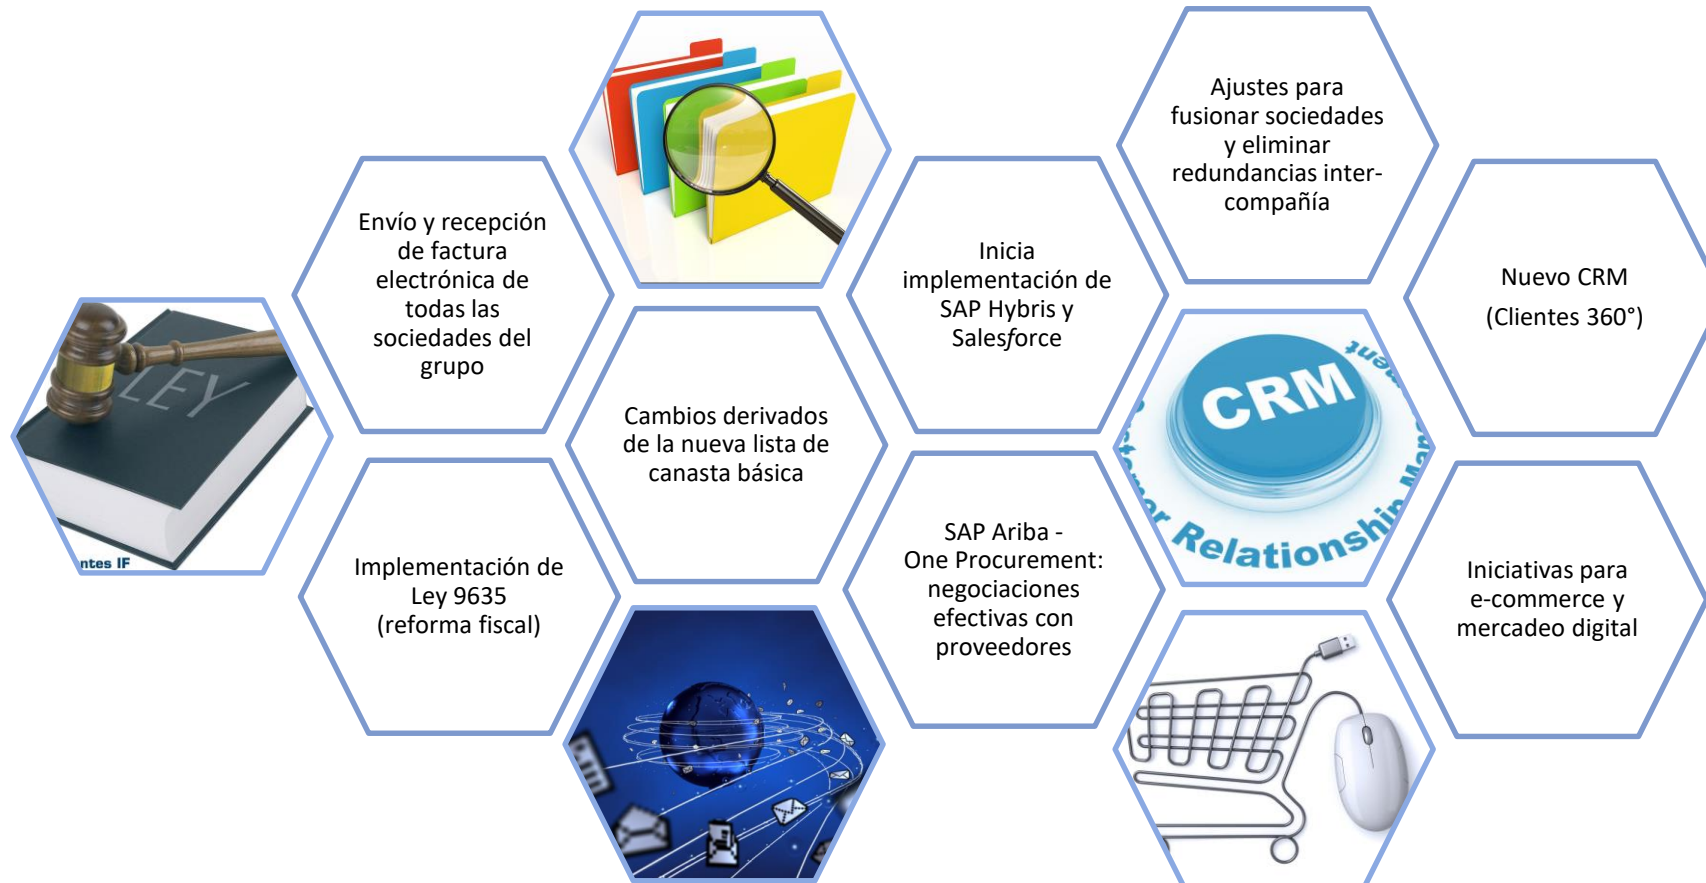 Ajustes para
fusionar sociedades
y eliminar
redundancias inter-
compañía
Envío y recepción
de factura
electrónica de
todas las
sociedades del
grupo
Inicia
implementación de
SAP Hybris y
Salesforce
Nuevo CRM
(Clientes 360°)
LEY
ntes IF
Cambios derivados
de la nueva lista de
canasta básica
CRM
Relationship
Implementación de
Ley 9635
(reforma fiscal)
SAP Ariba -
One Procurement:
negociaciones
efectivas con
proveedores
Iniciativas para
e-commerce y
mercadeo digital